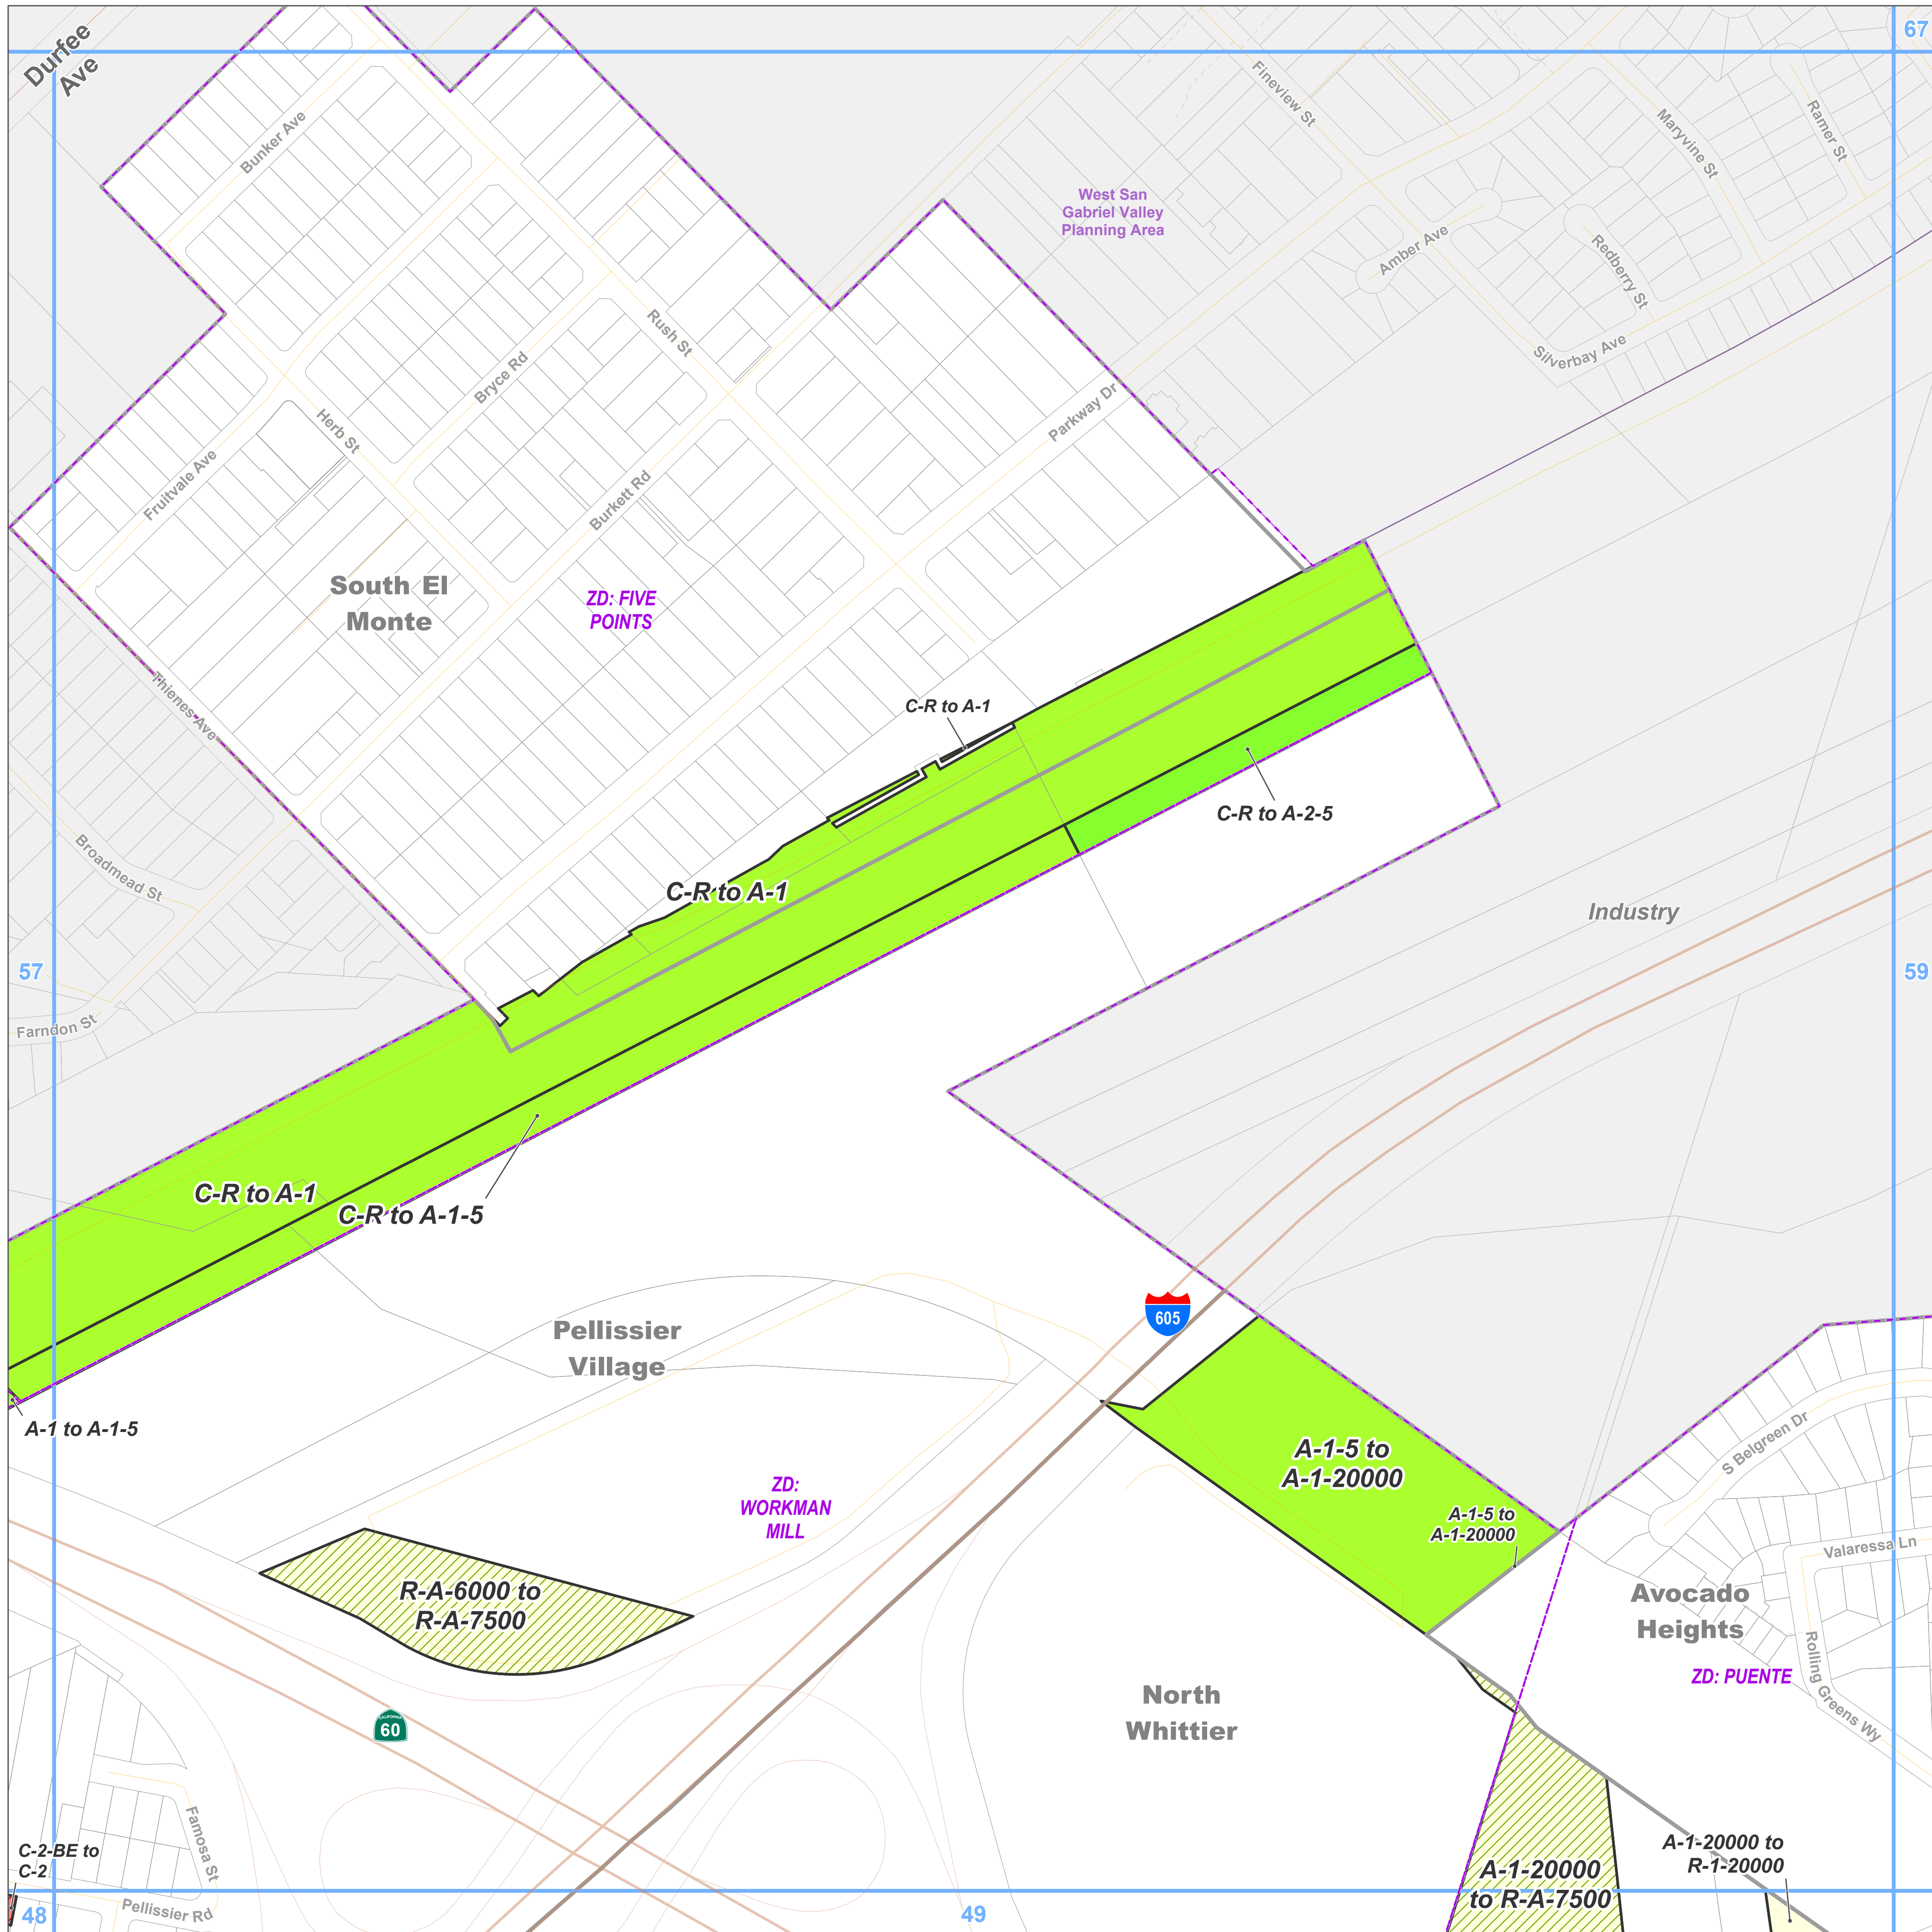 67
Durfee
Ave
Bunker Ave
Fineview St
Maryvine St
Ramer St
West San
Gabriel Valley
Planning Area
Amber Ave
Redberry St
Silverbay Ave
Rush St
Bryce Rd
Parkway Dr
Herb St
Fruitvale Ave
Burkett Rd
South El
Monte
ZD: FIVE
POINTS
Thienes Ave
C-R to A-1
C-R to A-2-5
Broadmead St
C-R to A-1
Industry
57
59
Farndon St
C-R to A-1
C-R to A-1-5
605
Pellissier
Village
A-1 to A-1-5
A-1-5 to
A-1-20000
S Belgreen Dr
ZD:
WORKMAN
MILL
A-1-5 to
A-1-20000
Valaressa Ln
R-A-6000 to
R-A-7500
Avocado
Heights
ZD: PUENTE
Rolling Greens Wy
North
Whittier
CALIFORNIA
60
Famosa St
C-2-BE to
C-2
A-1-20000 to
R-1-20000
A-1-20000
to R-A-7500
Pellissier Rd
48
49